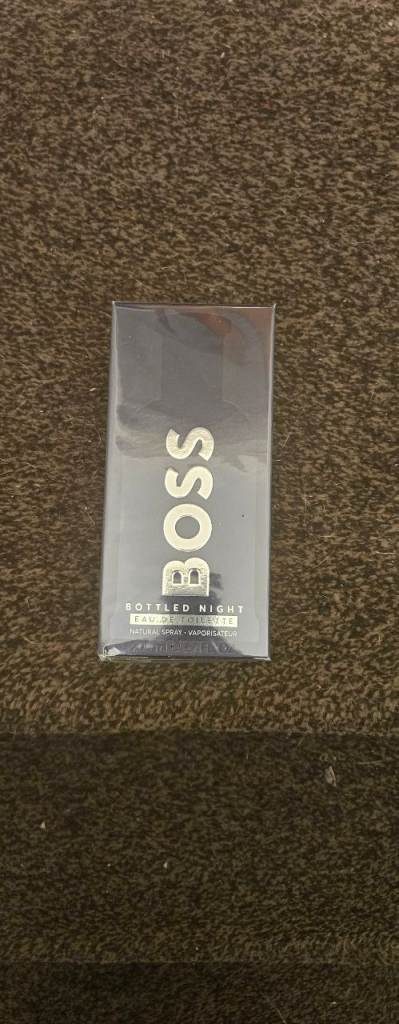 BOSS
BOTTLED NIGHT
EAU DE TOILETTE
NATURAL SPRAY - VAPORISATEUR